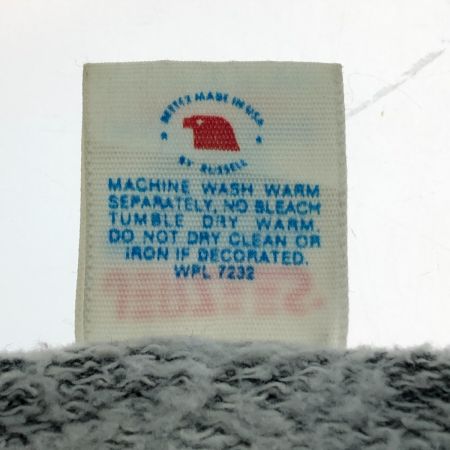 BETTER MADE IN USA
BY RUSSELL
MACHINE WASH WARM
SEPARATELY, NO BLEACH
TUMBLE DRY WARM.
DO NOT DRY CLEAN OR
IRON IF DECORATED.
WPL 7232